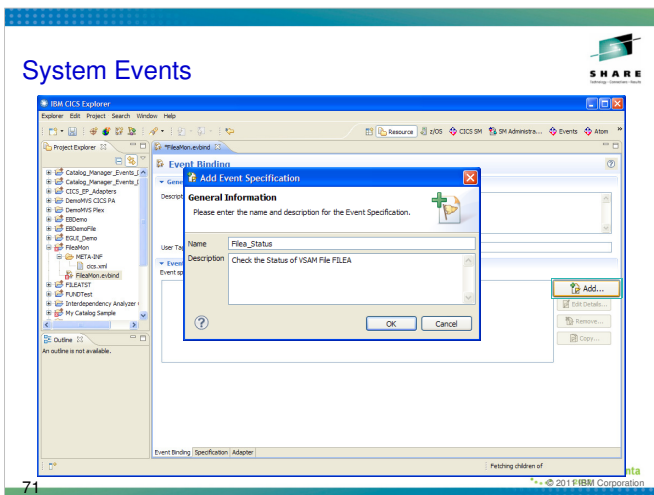 System Events
SHARE
Technology · Connections · Results
IBM CICS Explorer
Explorer Edit Project Search Window Help
Resource z/OS CICS SM SM Administra... Events Atom »
Project Explorer
*FileaMon.evbind
Catalog_Manager_Events_(
Catalog_Manager_Events_(
CICS_EP_Adapters
DemoMVS CICS PA
DemoMVS Plex
EBDemo
EBDemoFile
EGUI_Demo
FileaMon
META-INF
cics.xml
FileaMon.evbind
FILEATST
FUNDTest
Interdependency Analyzer
My Catalog Sample
Event Binding
Descript
User Tag
Event sp
Add Event Specification
General Information
Please enter the name and description for the Event Specification.
Name Filea_Status
Description Check the Status of VSAM File FILEA
OK Cancel
Add...
Edit Details...
Remove...
Copy...
Outline
An outline is not available.
Event Binding Specification Adapter
Fetching children of
nta
71
© 2011 IBM Corporation